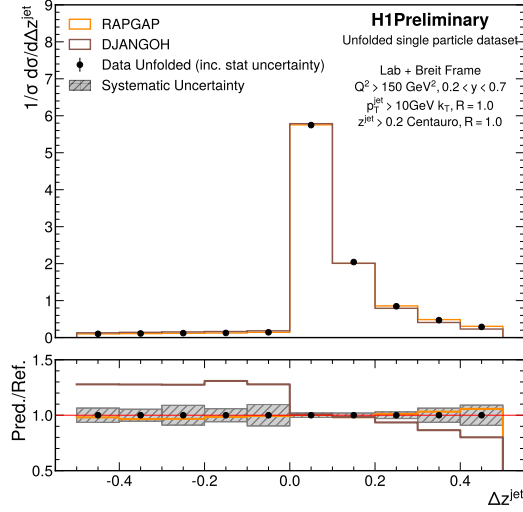 H1Preliminary
Unfolded single particle dataset
RAPGAP
DJANGOH
Data Unfolded (inc. stat uncertainty)
Systematic Uncertainty
Lab + Breit Frame
Q² > 150 GeV², 0.2 < y < 0.7
p_T^jet > 10GeV k_T, R = 1.0
z^jet > 0.2 Centauro, R = 1.0
1/σ dσ/dΔz^jet
9
8
7
6
5
4
3
2
1
0
Pred./Ref.
1.5
1.0
0.5
-0.4 -0.2 0.0 0.2 0.4
Δz^jet